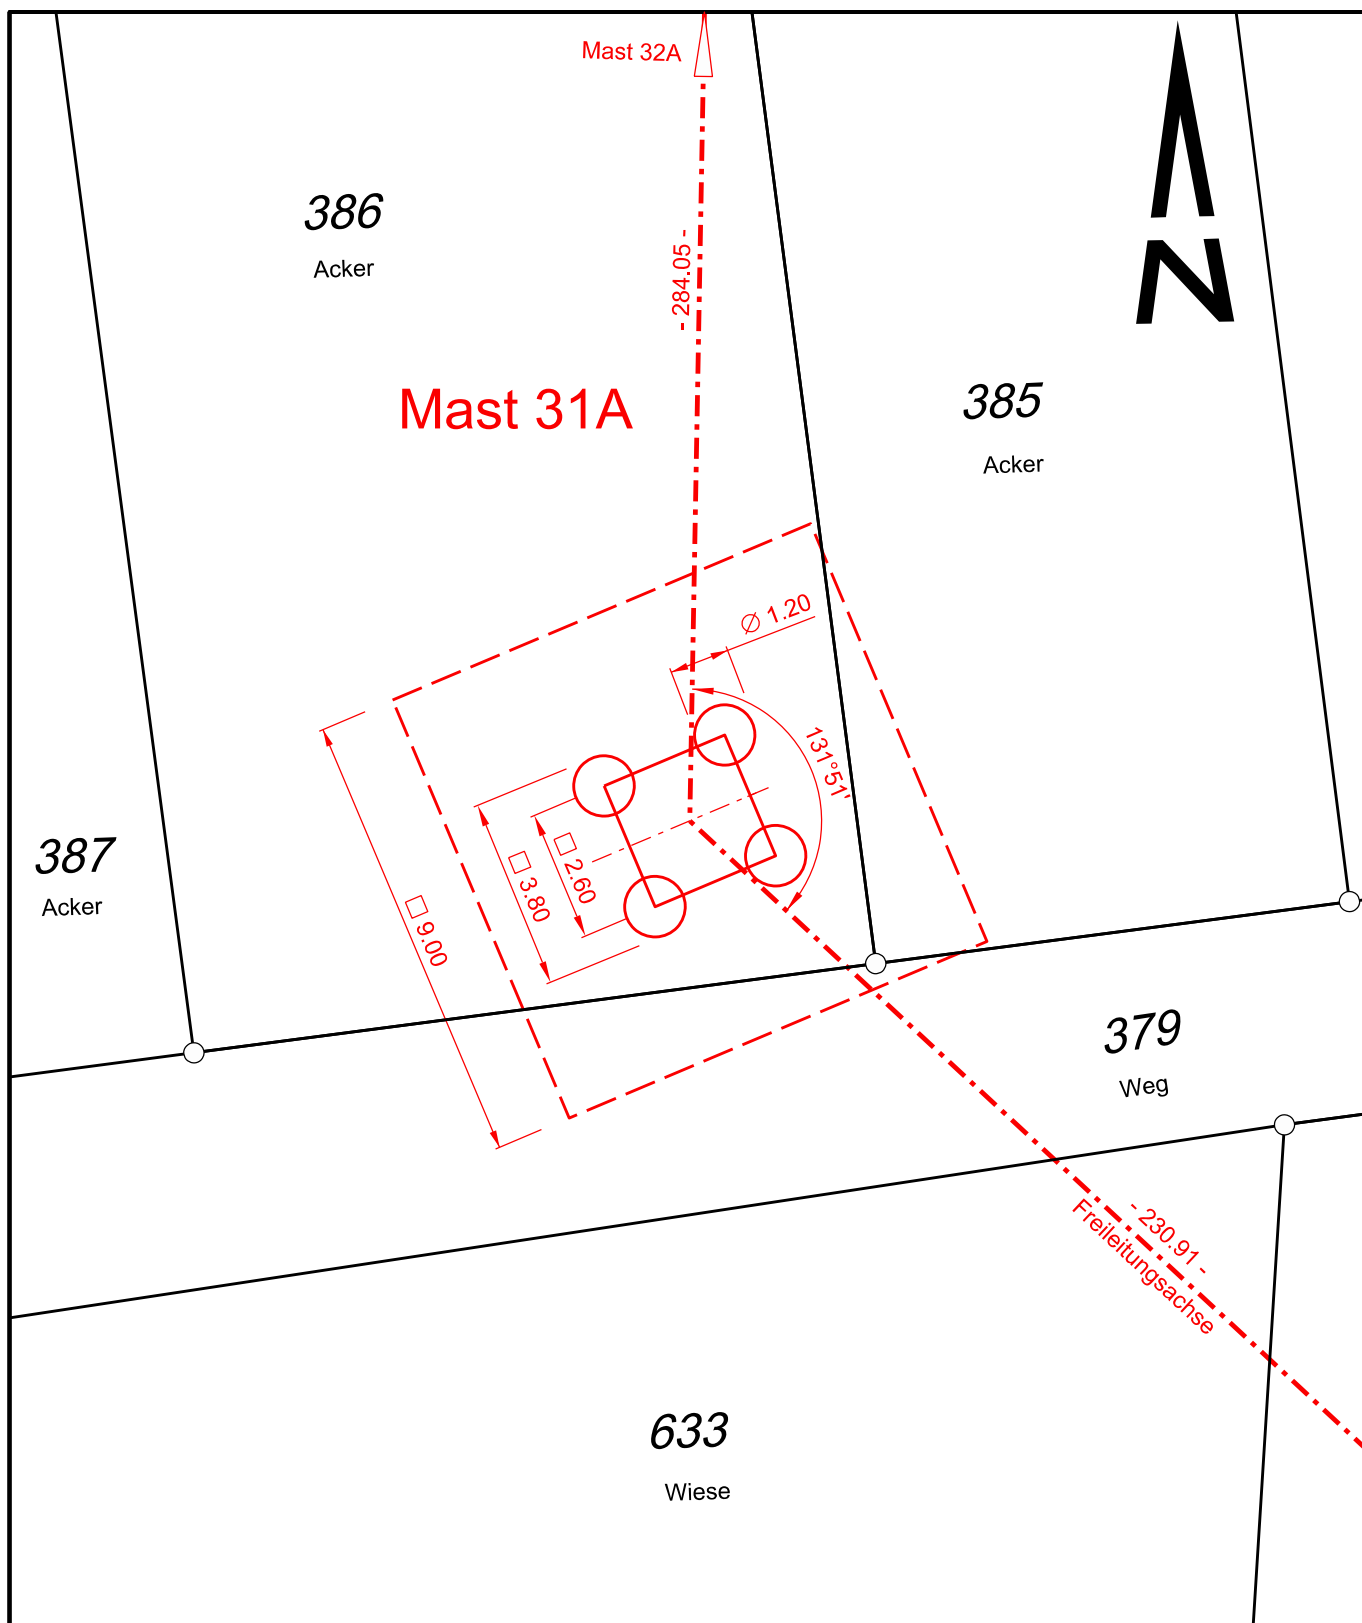 Mast 32A
386
Acker
- 284.05 -
N
Mast 31A
385
Acker
Ø 1.20
131°51'
□ 2.60
□ 3.80
□ 9.00
387
Acker
379
Weg
- 230.91 -
Freileitungsachse
633
Wiese